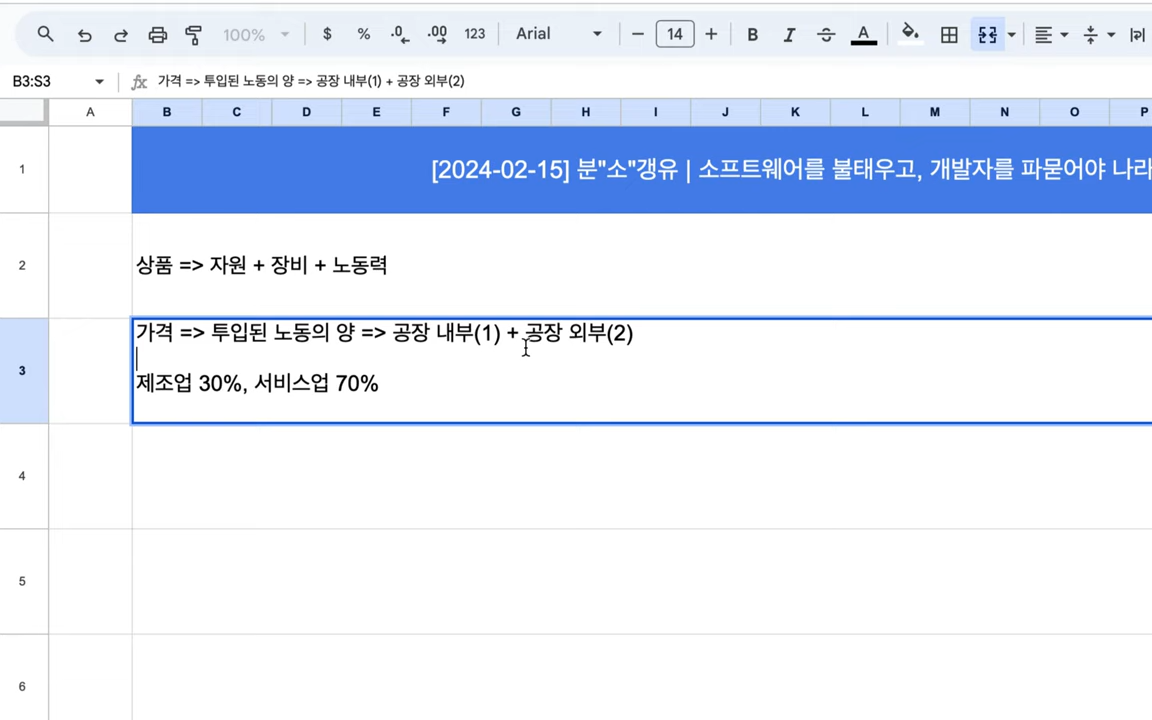 100% $ % .0 .00 123 Arial 14 B I A
B3:S3 fx 가격 => 투입된 노동의 양 => 공장 내부(1) + 공장 외부(2)
A B C D E F G H I J K L M N O P
1 [2024-02-15] 분"소"갱유 | 소프트웨어를 불태우고, 개발자를 파묻어야 나라
2 상품 => 자원 + 장비 + 노동력
가격 => 투입된 노동의 양 => 공장 내부(1) + 공장 외부(2)
3
제조업 30%, 서비스업 70%
4
5
6